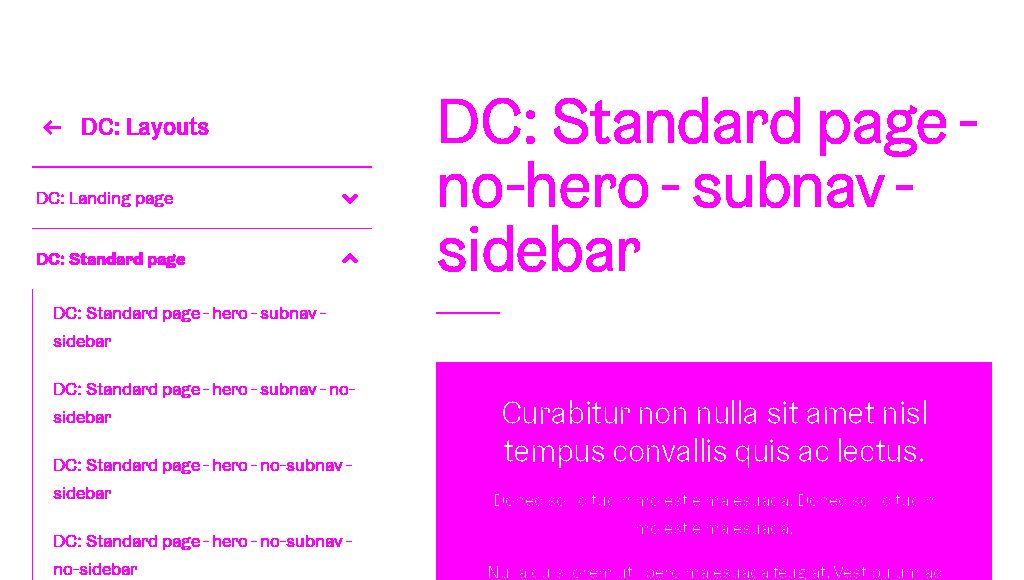 DC: Layouts
DC: Landing page
DC: Standard page
DC: Standard page - hero - subnav -
sidebar
DC: Standard page - hero - subnav - no-
sidebar
DC: Standard page - hero - no-subnav -
sidebar
DC: Standard page - hero - no-subnav -
no-sidebar
DC: Standard page -
no-hero - subnav -
sidebar
Curabitur non nulla sit amet nisl
tempus convallis quis ac lectus.
Donec sollicitudin molestie malesuada. Donec sollicitudin
molestie malesuada.
Nulla quis lorem ut libero malesuada feugiat. Vestibulum ac